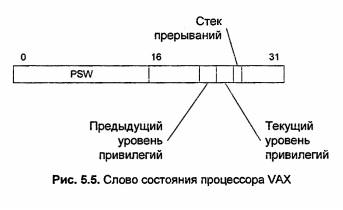 Стек
прерываний
0 16 31
PSW
Предыдущий
уровень
привилегий
Текущий
уровень
привилегий
Рис. 5.5. Слово состояния процессора VAX